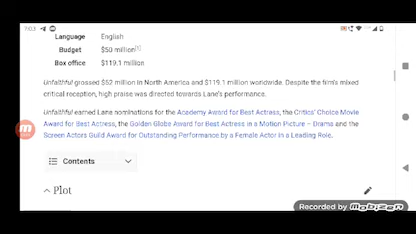 Language English
Budget $50 million[1]
Box office $119.1 million
Unfaithful grossed $52 million in North America and $119.1 million worldwide. Despite the film's mixed
critical reception, high praise was directed towards Lane's performance.
Unfaithful earned Lane nominations for the Academy Award for Best Actress, the Critics' Choice Movie
Award for Best Actress, the Golden Globe Award for Best Actress in a Motion Picture – Drama and the
Screen Actors Guild Award for Outstanding Performance by a Female Actor in a Leading Role.
Contents
Plot
Recorded by Mobizen